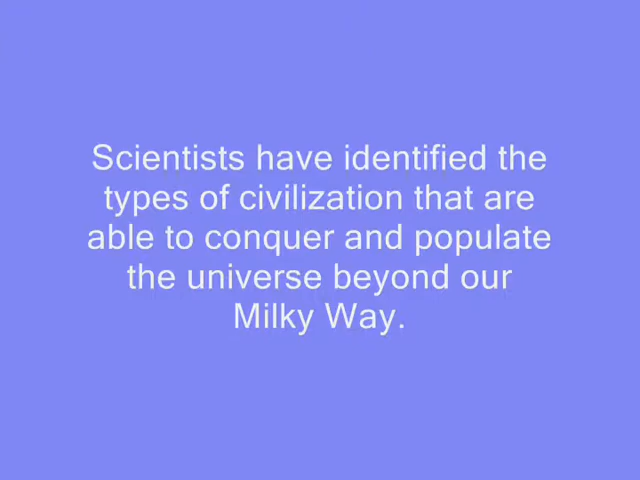 Scientists have identified the
types of civilization that are
able to conquer and populate
the universe beyond our
Milky Way.